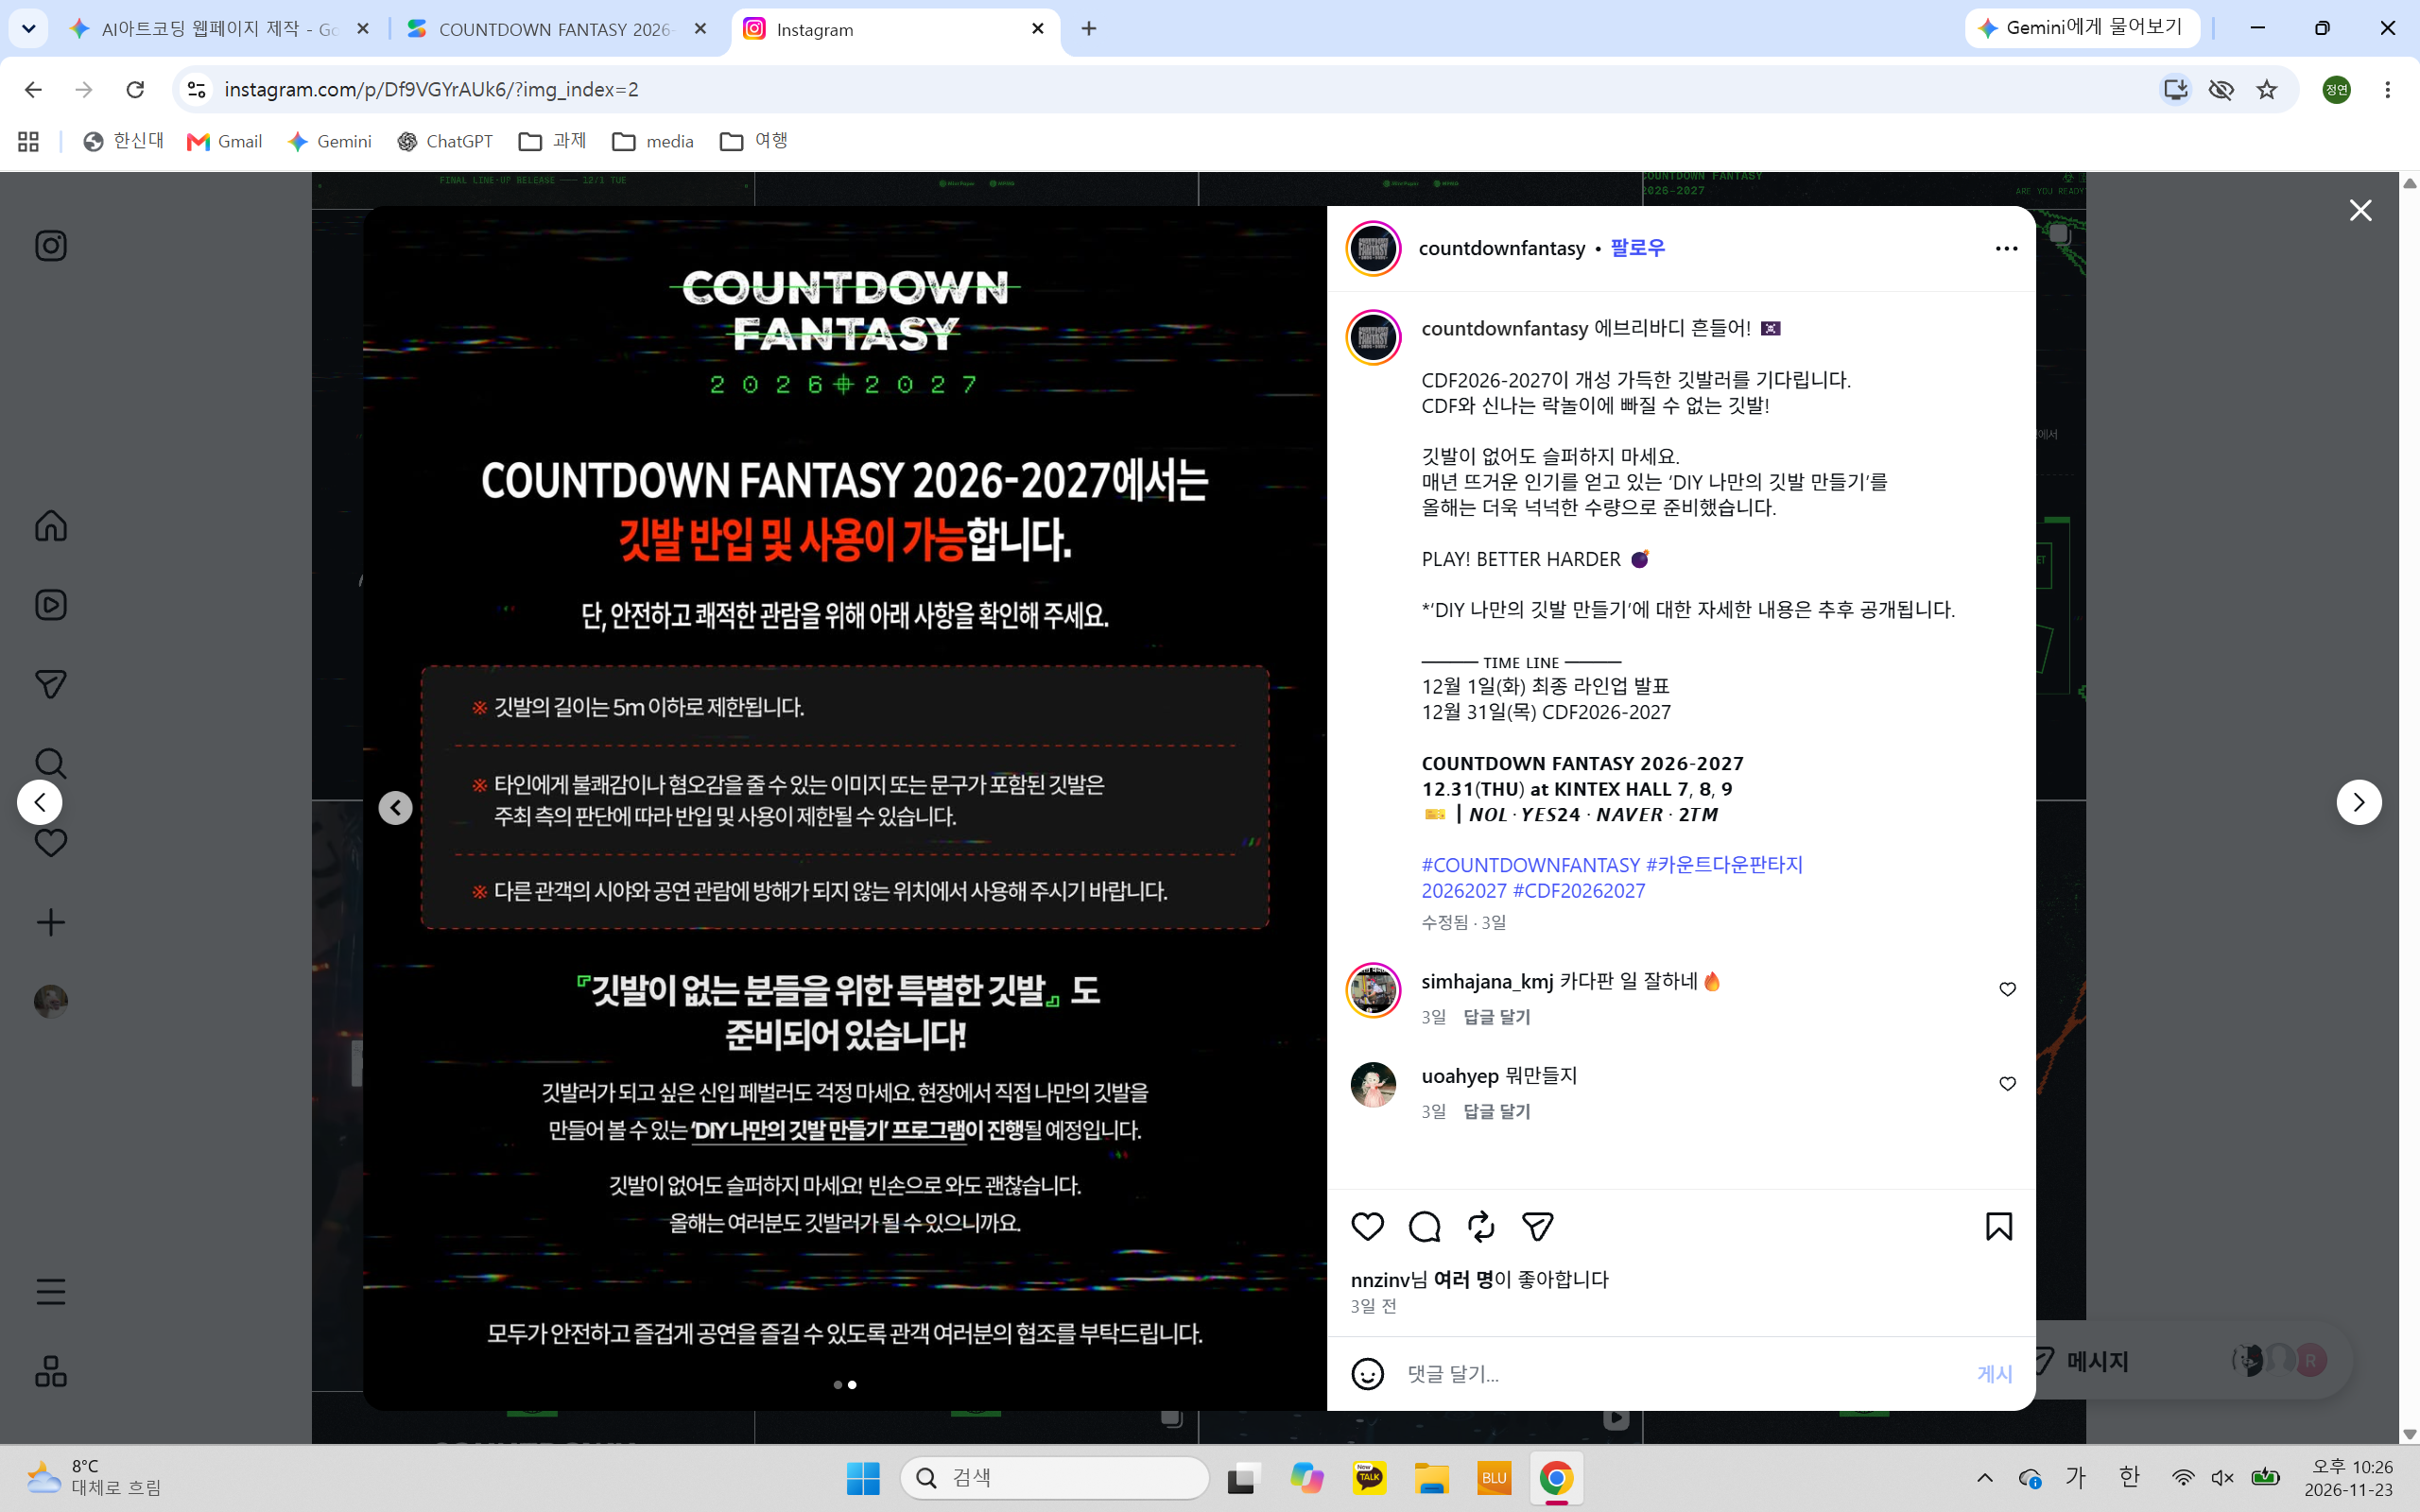 AI아트코딩 웹페이지 제작 - Go
COUNTDOWN FANTASY 2026-
Instagram
Gemini에게 물어보기
instagram.com/p/Df9VGYrAUk6/?img_index=2
정연
한신대
Gmail
Gemini
ChatGPT
과제
media
여행
FINAL LINE-UP RELEASE —— 12/1 TUE
COUNTDOWN FANTASY
2026-2027
ARE YOU READY
COUNTDOWN
FANTASY
2026 2027
COUNTDOWN FANTASY 2026-2027에서는
깃발 반입 및 사용이 가능합니다.
단, 안전하고 쾌적한 관람을 위해 아래 사항을 확인해 주세요.
※ 깃발의 길이는 5m 이하로 제한됩니다.
※ 타인에게 불쾌감이나 혐오감을 줄 수 있는 이미지 또는 문구가 포함된 깃발은
주최 측의 판단에 따라 반입 및 사용이 제한될 수 있습니다.
※ 다른 관객의 시야와 공연 관람에 방해가 되지 않는 위치에서 사용해 주시기 바랍니다.
『깃발이 없는 분들을 위한 특별한 깃발』 도
준비되어 있습니다!
깃발러가 되고 싶은 신입 페벌러도 걱정 마세요. 현장에서 직접 나만의 깃발을
만들어 볼 수 있는 ‘DIY 나만의 깃발 만들기’ 프로그램이 진행될 예정입니다.
깃발이 없어도 슬퍼하지 마세요! 빈손으로 와도 괜찮습니다.
올해는 여러분도 깃발러가 될 수 있으니까요.
모두가 안전하고 즐겁게 공연을 즐길 수 있도록 관객 여러분의 협조를 부탁드립니다.
countdownfantasy • 팔로우
countdownfantasy 에브리바디 흔들어!
CDF2026-2027이 개성 가득한 깃발러를 기다립니다.
CDF와 신나는 락놀이에 빠질 수 없는 깃발!
깃발이 없어도 슬퍼하지 마세요.
매년 뜨거운 인기를 얻고 있는 ‘DIY 나만의 깃발 만들기’를
올해는 더욱 넉넉한 수량으로 준비했습니다.
PLAY! BETTER HARDER
*‘DIY 나만의 깃발 만들기’에 대한 자세한 내용은 추후 공개됩니다.
——— TIME LINE ———
12월 1일(화) 최종 라인업 발표
12월 31일(목) CDF2026-2027
COUNTDOWN FANTASY 2026-2027
12.31(THU) at KINTEX HALL 7, 8, 9
| NOL · YES24 · NAVER · 2TM
#COUNTDOWNFANTASY #카운트다운판타지
20262027 #CDF20262027
수정됨 · 3일
simhajana_kmj 카다판 일 잘하네
3일 답글 달기
uoahyep 뭐만들지
3일 답글 달기
nnzinv님 여러 명이 좋아합니다
3일 전
댓글 달기...
게시
메시지
R
8°C
대체로 흐림
검색
New
TALK
BLU
가
한
오후 10:26
2026-11-23